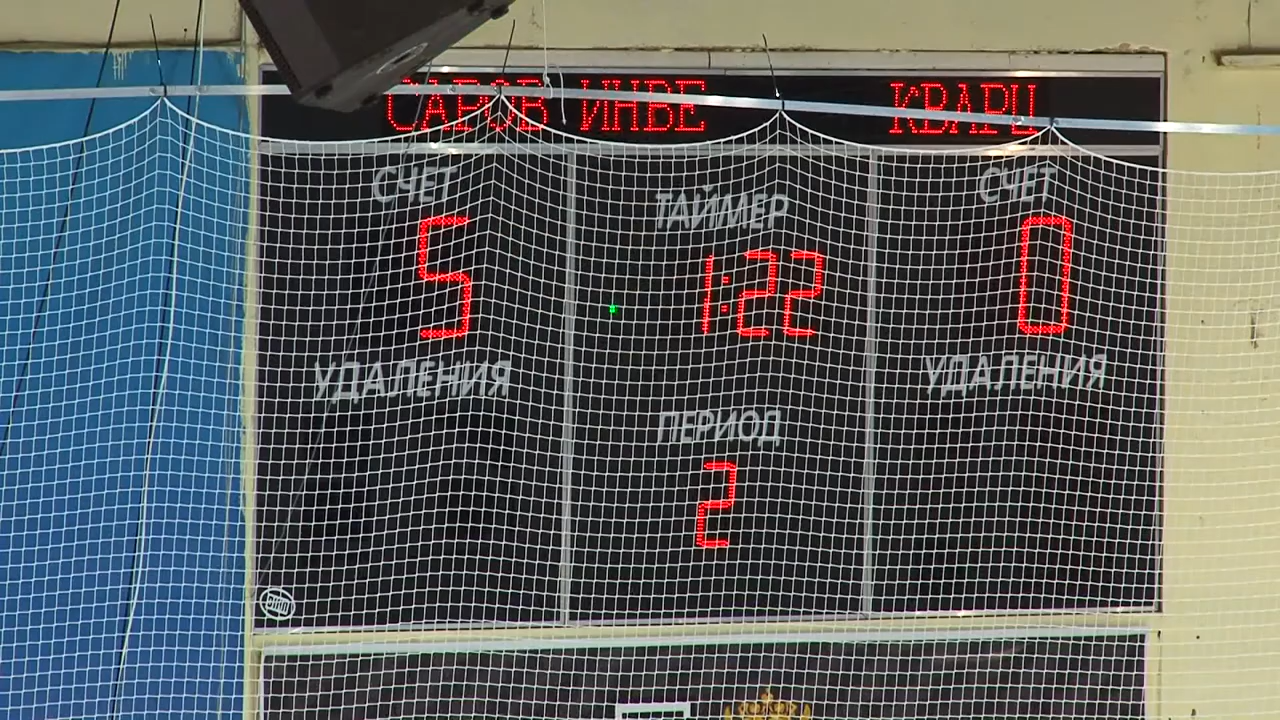 САРОВ ИНВЕ КВАРЦ
СЧЕТ ТАЙМЕР СЧЕТ
5 1:22 0
УДАЛЕНИЯ УДАЛЕНИЯ
ПЕРИОД
2